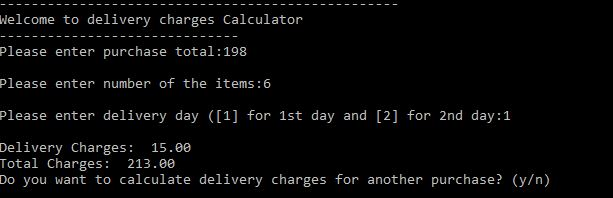 --------------------------------------------------
Welcome to delivery charges Calculator
------------------------------
Please enter purchase total:198
Please enter number of the items:6
Please enter delivery day ([1] for 1st day and [2] for 2nd day:1
Delivery Charges:  15.00
Total Charges:  213.00
Do you want to calculate delivery charges for another purchase? (y/n)